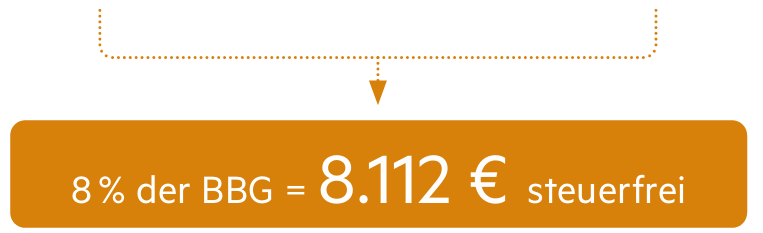 8 % der BBG = 8.112 € steuerfrei